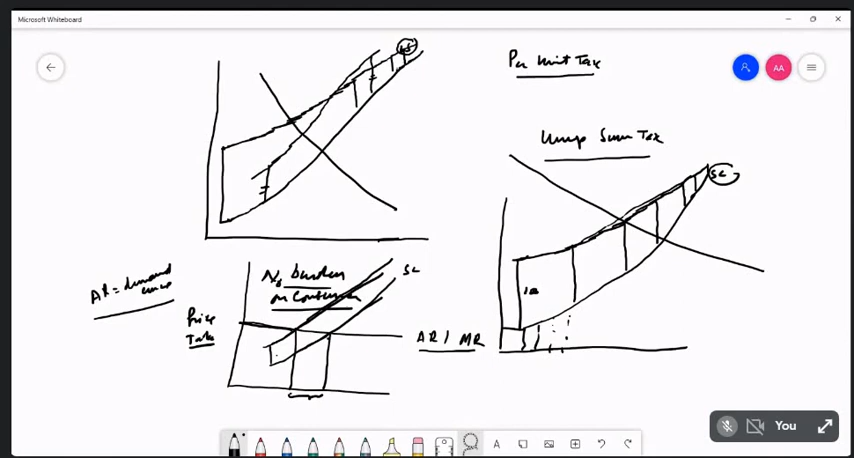 Microsoft Whiteboard
Per Unit Tax
AA
Lump Sum Tax
SC
No burden
on Consumer
SC
AR = demand
curve
Price
AR / MR
You
A